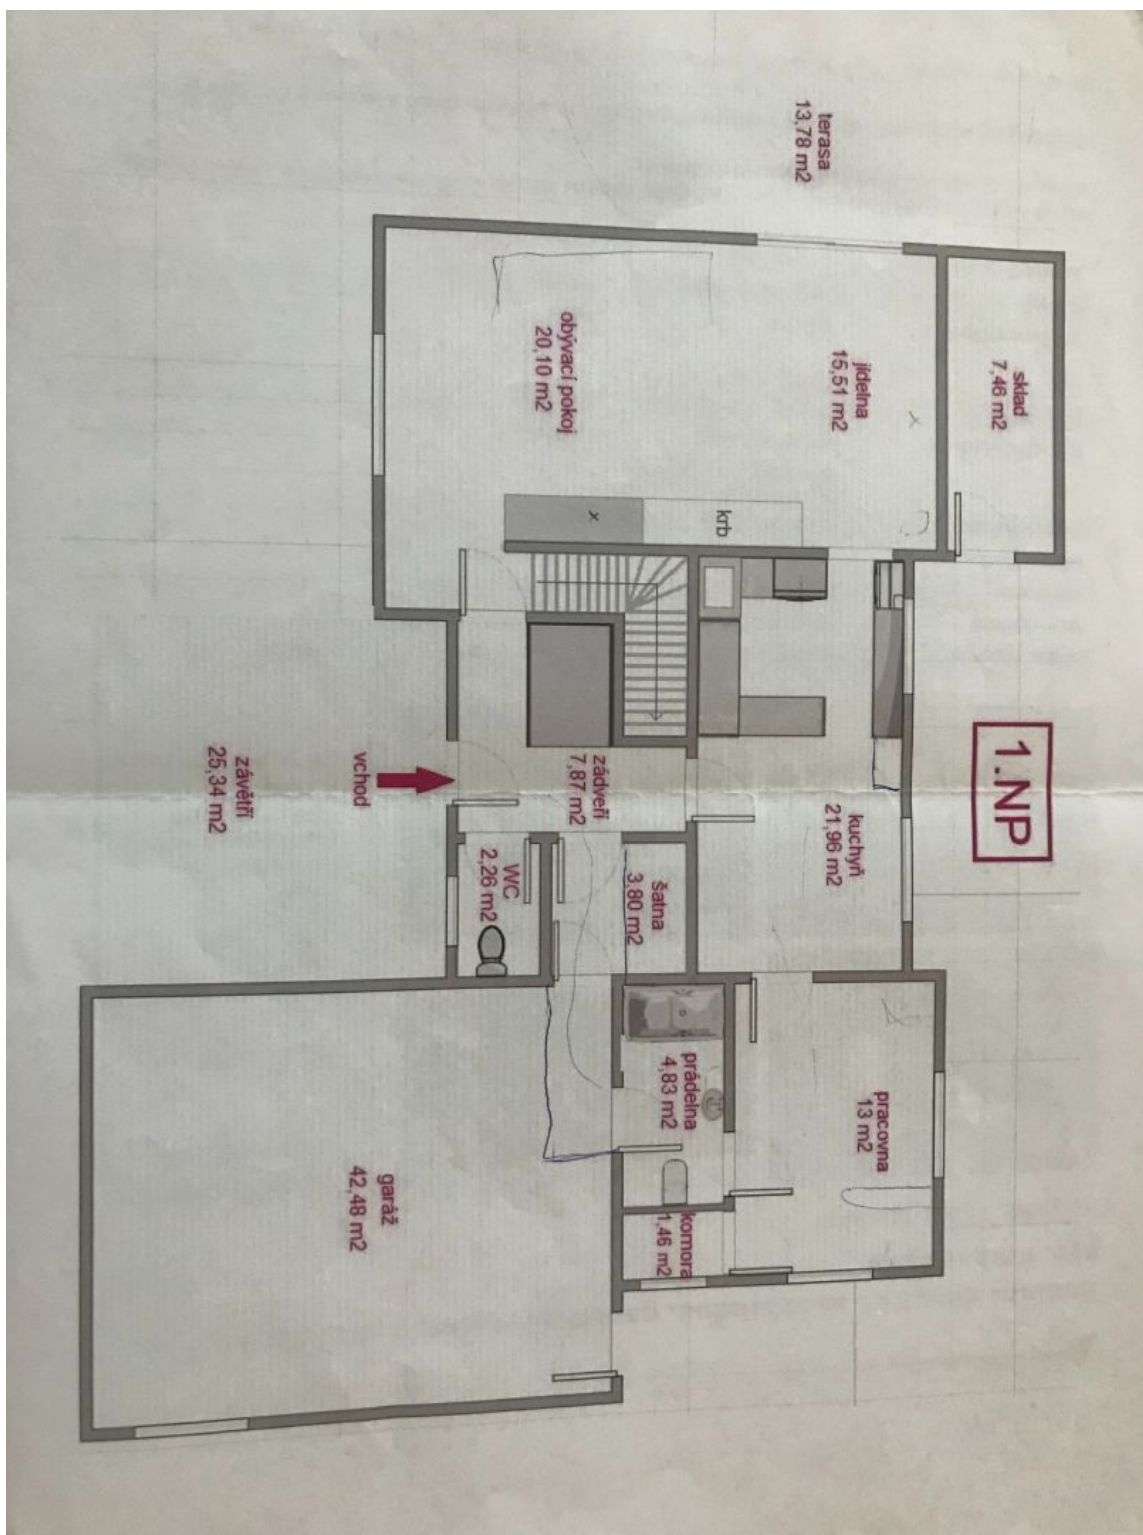 1.NP
terasa
13,78 m2
sklad
7,46 m2
jídelna
15,51 m2
obývací pokoj
20,10 m2
krb
x
x
kuchyň
21,96 m2
zádveří
7,87 m2
vchod
závětří
25,34 m2
WC
2,26 m2
šatna
3,80 m2
prádelna
4,83 m2
pracovna
13 m2
komora
1,46 m2
garáž
42,48 m2